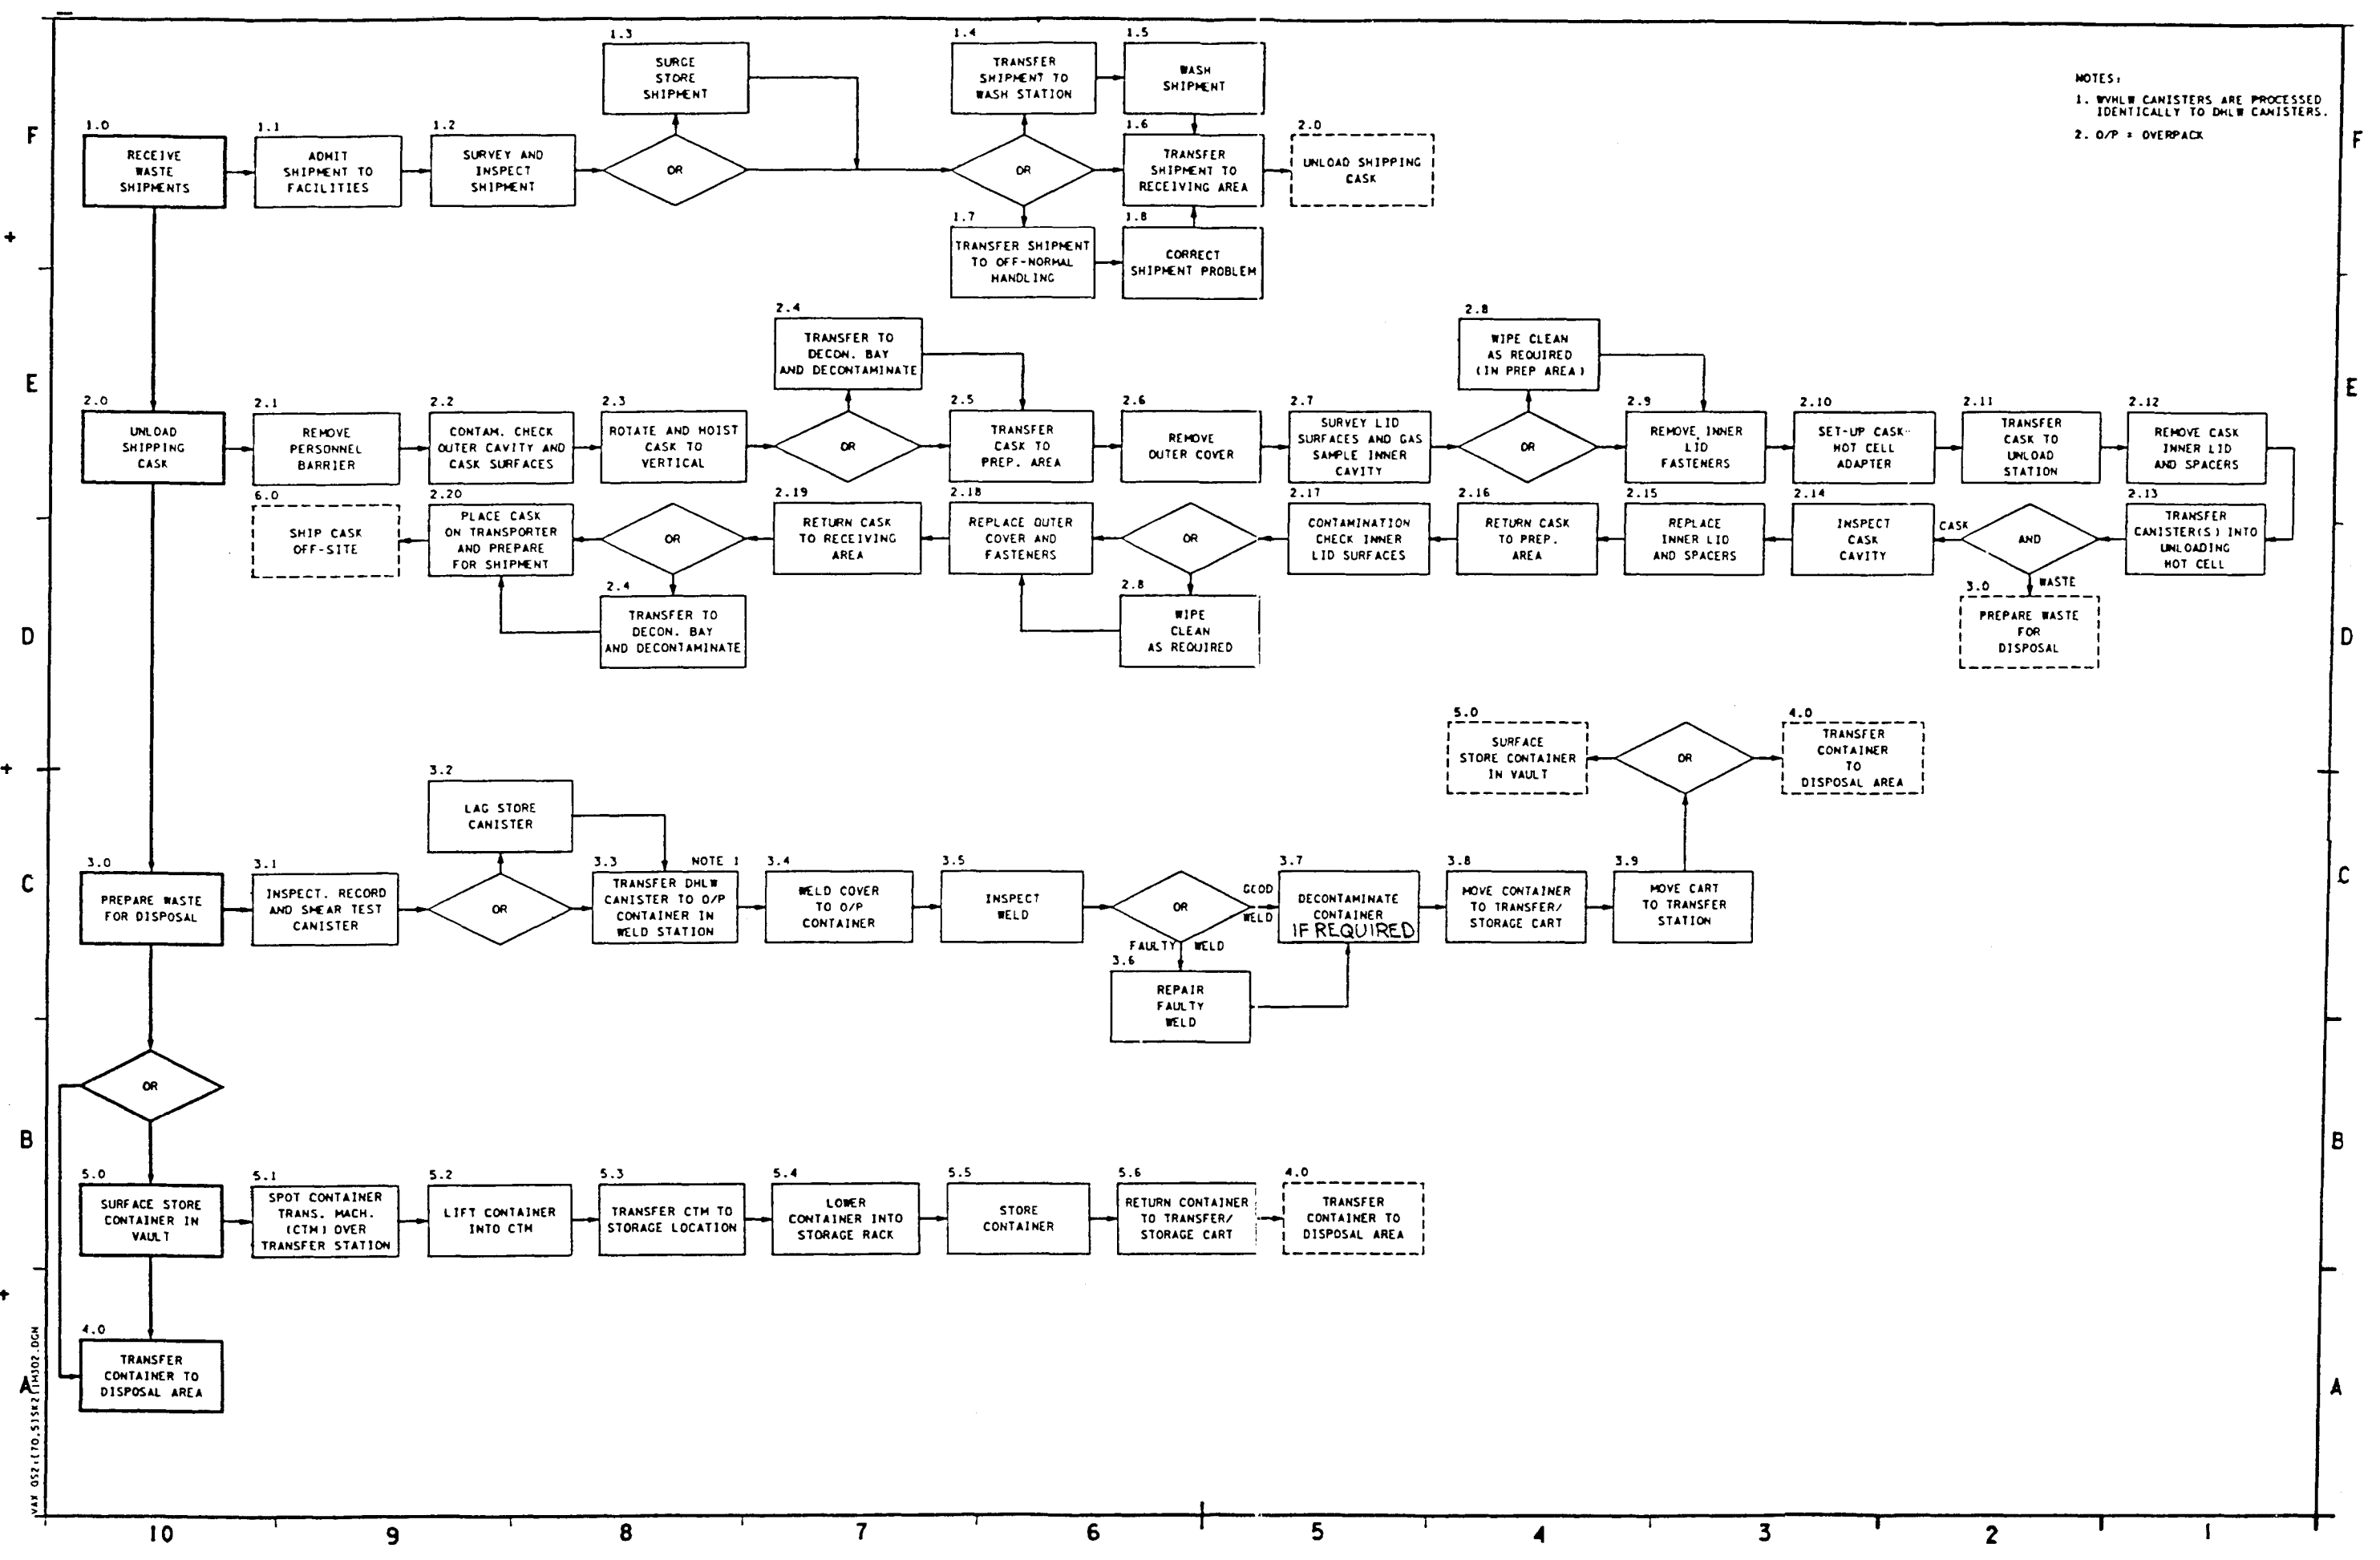 1.3
SURGE
STORE
SHIPMENT
1.4
TRANSFER
SHIPMENT TO
WASH STATION
1.5
WASH
SHIPMENT
NOTES:
1. WVHLW CANISTERS ARE PROCESSED
IDENTICALLY TO DHLW CANISTERS.
2. O/P = OVERPACK
F
1.0
RECEIVE
WASTE
SHIPMENTS
1.1
ADMIT
SHIPMENT TO
FACILITIES
1.2
SURVEY AND
INSPECT
SHIPMENT
OR
OR
1.6
TRANSFER
SHIPMENT TO
RECEIVING AREA
2.0
UNLOAD SHIPPING
CASK
F
1.7
TRANSFER SHIPMENT
TO OFF-NORMAL
HANDLING
1.8
CORRECT
SHIPMENT PROBLEM
2.4
TRANSFER TO
DECON. BAY
AND DECONTAMINATE
2.8
WIPE CLEAN
AS REQUIRED
(IN PREP AREA)
E
E
2.0
UNLOAD
SHIPPING
CASK
2.1
REMOVE
PERSONNEL
BARRIER
2.2
CONTAM. CHECK
OUTER CAVITY AND
CASK SURFACES
2.3
ROTATE AND HOIST
CASK TO
VERTICAL
OR
2.5
TRANSFER
CASK TO
PREP. AREA
2.6
REMOVE
OUTER COVER
2.7
SURVEY LID
SURFACES AND GAS
SAMPLE INNER
CAVITY
OR
2.9
REMOVE INNER
LID
FASTENERS
2.10
SET-UP CASK-
HOT CELL
ADAPTER
2.11
TRANSFER
CASK TO
UNLOAD
STATION
2.12
REMOVE CASK
INNER LID
AND SPACERS
6.0
SHIP CASK
OFF-SITE
2.20
PLACE CASK
ON TRANSPORTER
AND PREPARE
FOR SHIPMENT
OR
2.19
RETURN CASK
TO RECEIVING
AREA
2.18
REPLACE OUTER
COVER AND
FASTENERS
OR
2.17
CONTAMINATION
CHECK INNER
LID SURFACES
2.16
RETURN CASK
TO PREP.
AREA
2.15
REPLACE
INNER LID
AND SPACERS
2.14
INSPECT
CASK
CAVITY
CASK
AND
WASTE
2.13
TRANSFER
CANISTER(S) INTO
UNLOADING
HOT CELL
D
2.4
TRANSFER TO
DECON. BAY
AND DECONTAMINATE
2.8
WIPE
CLEAN
AS REQUIRED
3.0
PREPARE WASTE
FOR
DISPOSAL
D
5.0
SURFACE
STORE CONTAINER
IN VAULT
OR
4.0
TRANSFER
CONTAINER
TO
DISPOSAL AREA
3.2
LAG STORE
CANISTER
C
3.0
PREPARE WASTE
FOR DISPOSAL
3.1
INSPECT. RECORD
AND SMEAR TEST
CANISTER
OR
3.3
NOTE 1
TRANSFER DHLW
CANISTER TO O/P
CONTAINER IN
WELD STATION
3.4
WELD COVER
TO O/P
CONTAINER
3.5
INSPECT
WELD
OR
GOOD
WELD
FAULTY WELD
3.7
DECONTAMINATE
CONTAINER
IF REQUIRED
3.8
MOVE CONTAINER
TO TRANSFER/
STORAGE CART
3.9
MOVE CART
TO TRANSFER
STATION
C
3.6
REPAIR
FAULTY
WELD
OR
B
B
5.0
SURFACE STORE
CONTAINER IN
VAULT
5.1
SPOT CONTAINER
TRANS. MACH.
(CTM) OVER
TRANSFER STATION
5.2
LIFT CONTAINER
INTO CTM
5.3
TRANSFER CTM TO
STORAGE LOCATION
5.4
LOWER
CONTAINER INTO
STORAGE RACK
5.5
STORE
CONTAINER
5.6
RETURN CONTAINER
TO TRANSFER/
STORAGE CART
4.0
TRANSFER
CONTAINER TO
DISPOSAL AREA
4.0
TRANSFER
CONTAINER TO
DISPOSAL AREA
A
A
10 9 8 7 6 5 4 3 2 1